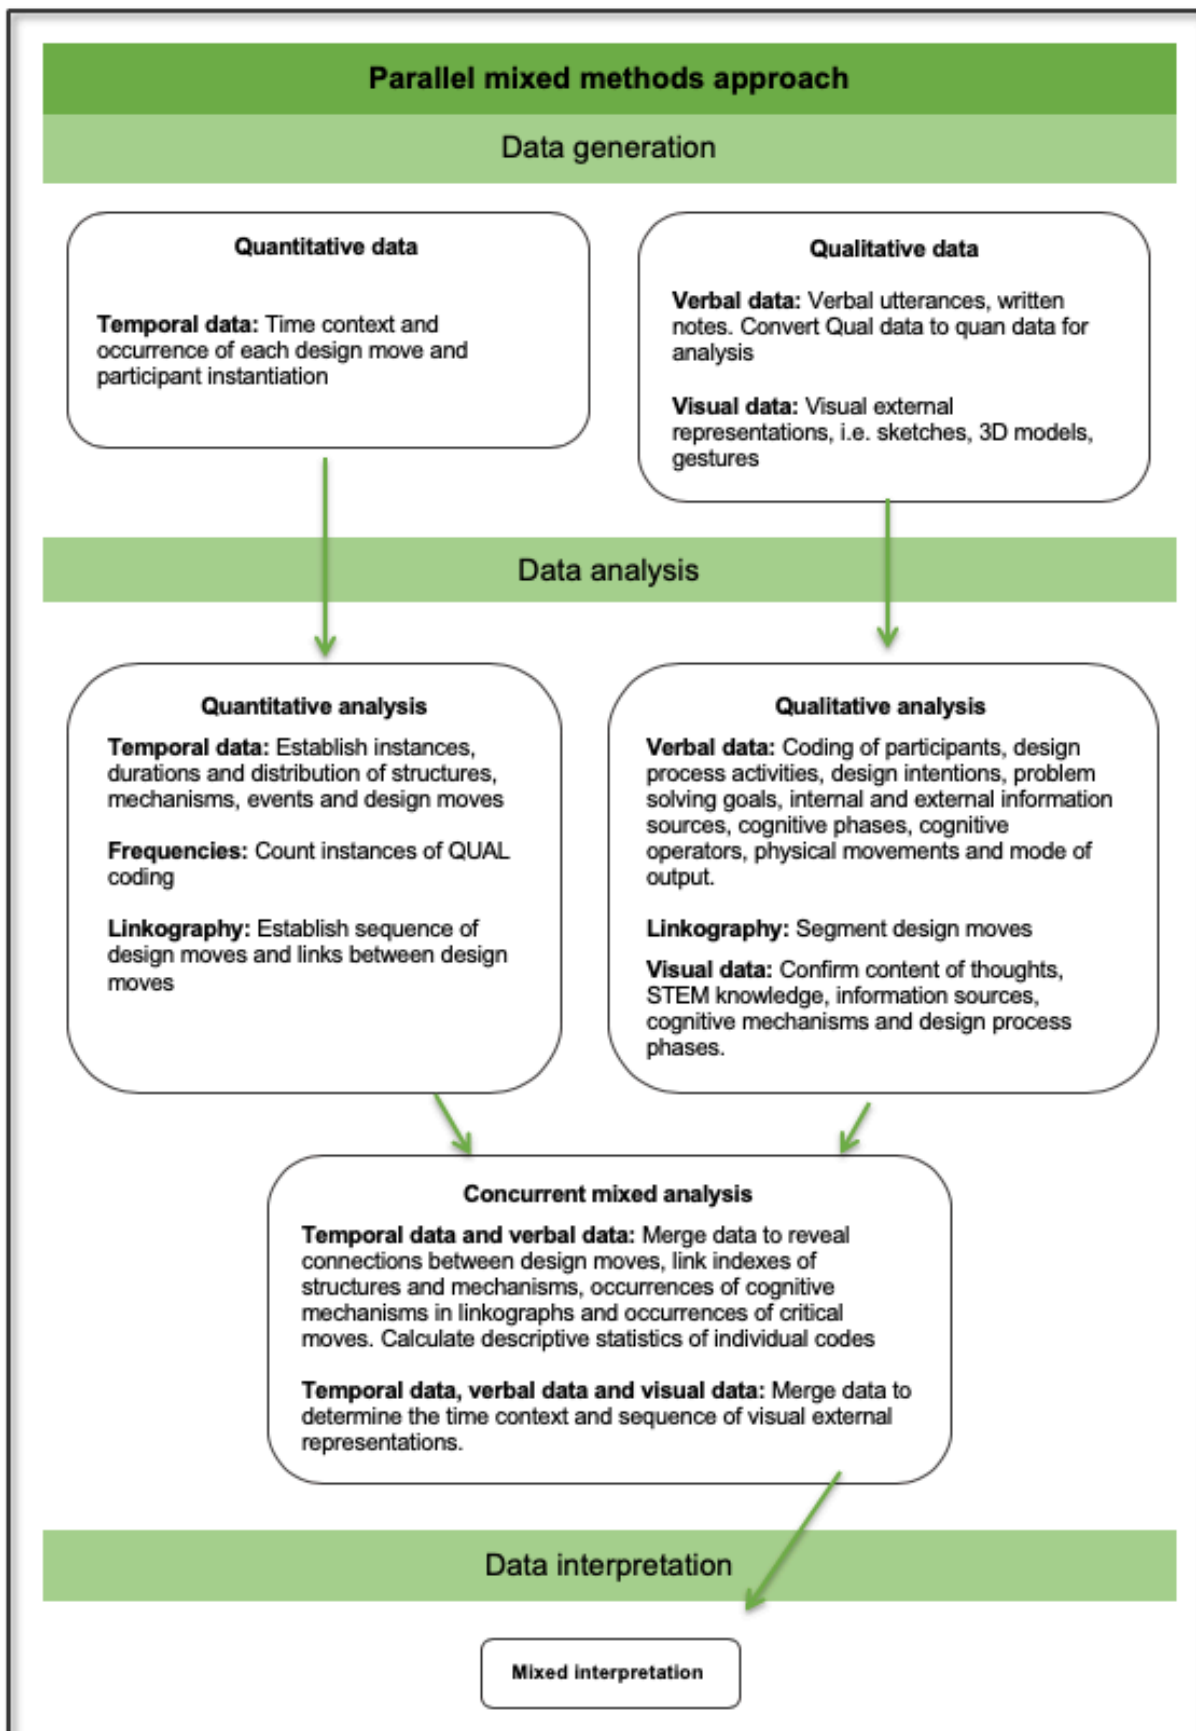 Parallel mixed methods approach
Data generation
Quantitative data
Temporal data: Time context and
occurrence of each design move and
participant instantiation
Qualitative data
Verbal data: Verbal utterances, written
notes. Convert Qual data to quan data for
analysis
Visual data: Visual external
representations, i.e. sketches, 3D models,
gestures
Data analysis
Quantitative analysis
Temporal data: Establish instances,
durations and distribution of structures,
mechanisms, events and design moves
Frequencies: Count instances of QUAL
coding
Linkography: Establish sequence of
design moves and links between design
moves
Qualitative analysis
Verbal data: Coding of participants, design
process activities, design intentions, problem
solving goals, internal and external information
sources, cognitive phases, cognitive
operators, physical movements and mode of
output.
Linkography: Segment design moves
Visual data: Confirm content of thoughts,
STEM knowledge, information sources,
cognitive mechanisms and design process
phases.
Concurrent mixed analysis
Temporal data and verbal data: Merge data to reveal
connections between design moves, link indexes of
structures and mechanisms, occurrences of cognitive
mechanisms in linkographs and occurrences of critical
moves. Calculate descriptive statistics of individual codes
Temporal data, verbal data and visual data: Merge data to
determine the time context and sequence of visual external
representations.
Data interpretation
Mixed interpretation